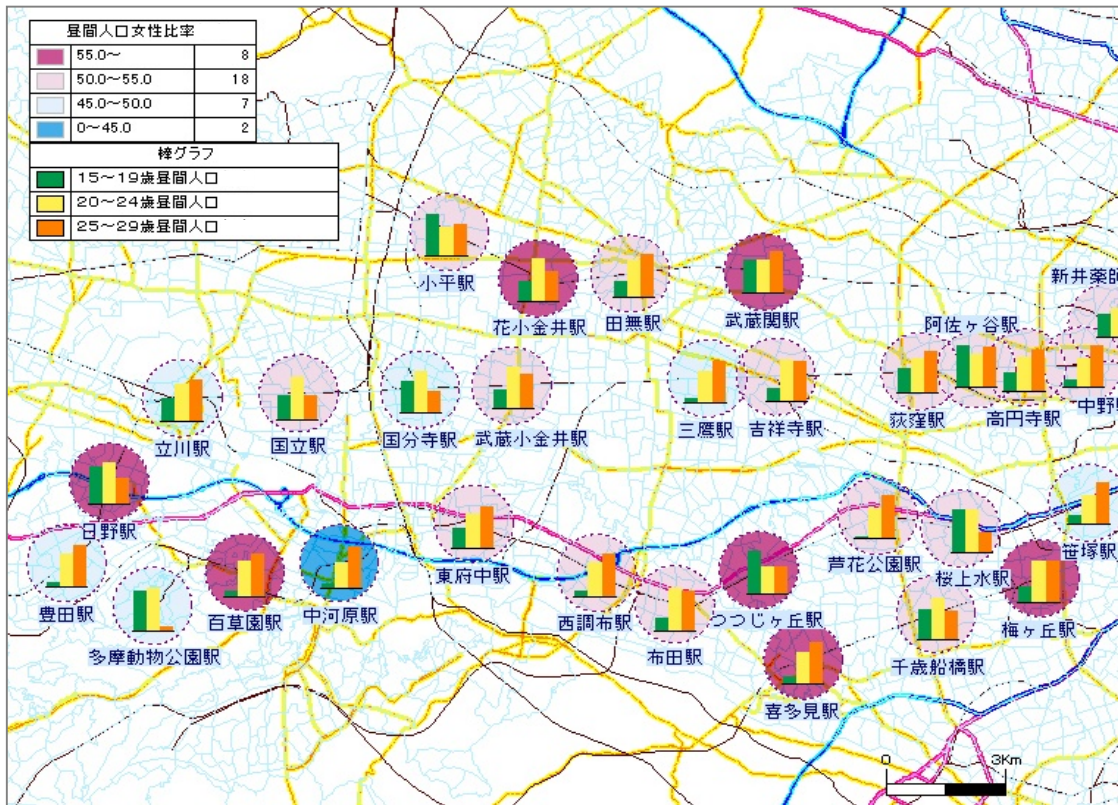 昼間人口女性比率
55.0～ 8
50.0～55.0 18
45.0～50.0 7
0～45.0 2
棒グラフ
15～19歳昼間人口
20～24歳昼間人口
25～29歳昼間人口
小平駅
花小金井駅
田無駅
武蔵関駅
新井薬師
阿佐ヶ谷駅
立川駅
国立駅
国分寺駅
武蔵小金井駅
三鷹駅
吉祥寺駅
荻窪駅
高円寺駅
中野駅
日野駅
豊田駅
多摩動物公園駅
百草園駅
中河原駅
東府中駅
西調布駅
布田駅
つつじヶ丘駅
芦花公園駅
桜上水駅
笹塚駅
梅ヶ丘駅
千歳船橋駅
喜多見駅
0 3Km